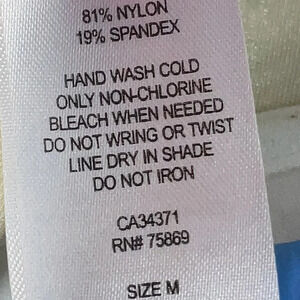 81% NYLON
19% SPANDEX
HAND WASH COLD
ONLY NON-CHLORINE
BLEACH WHEN NEEDED
DO NOT WRING OR TWIST
LINE DRY IN SHADE
DO NOT IRON
CA34371
RN# 75869
SIZE M